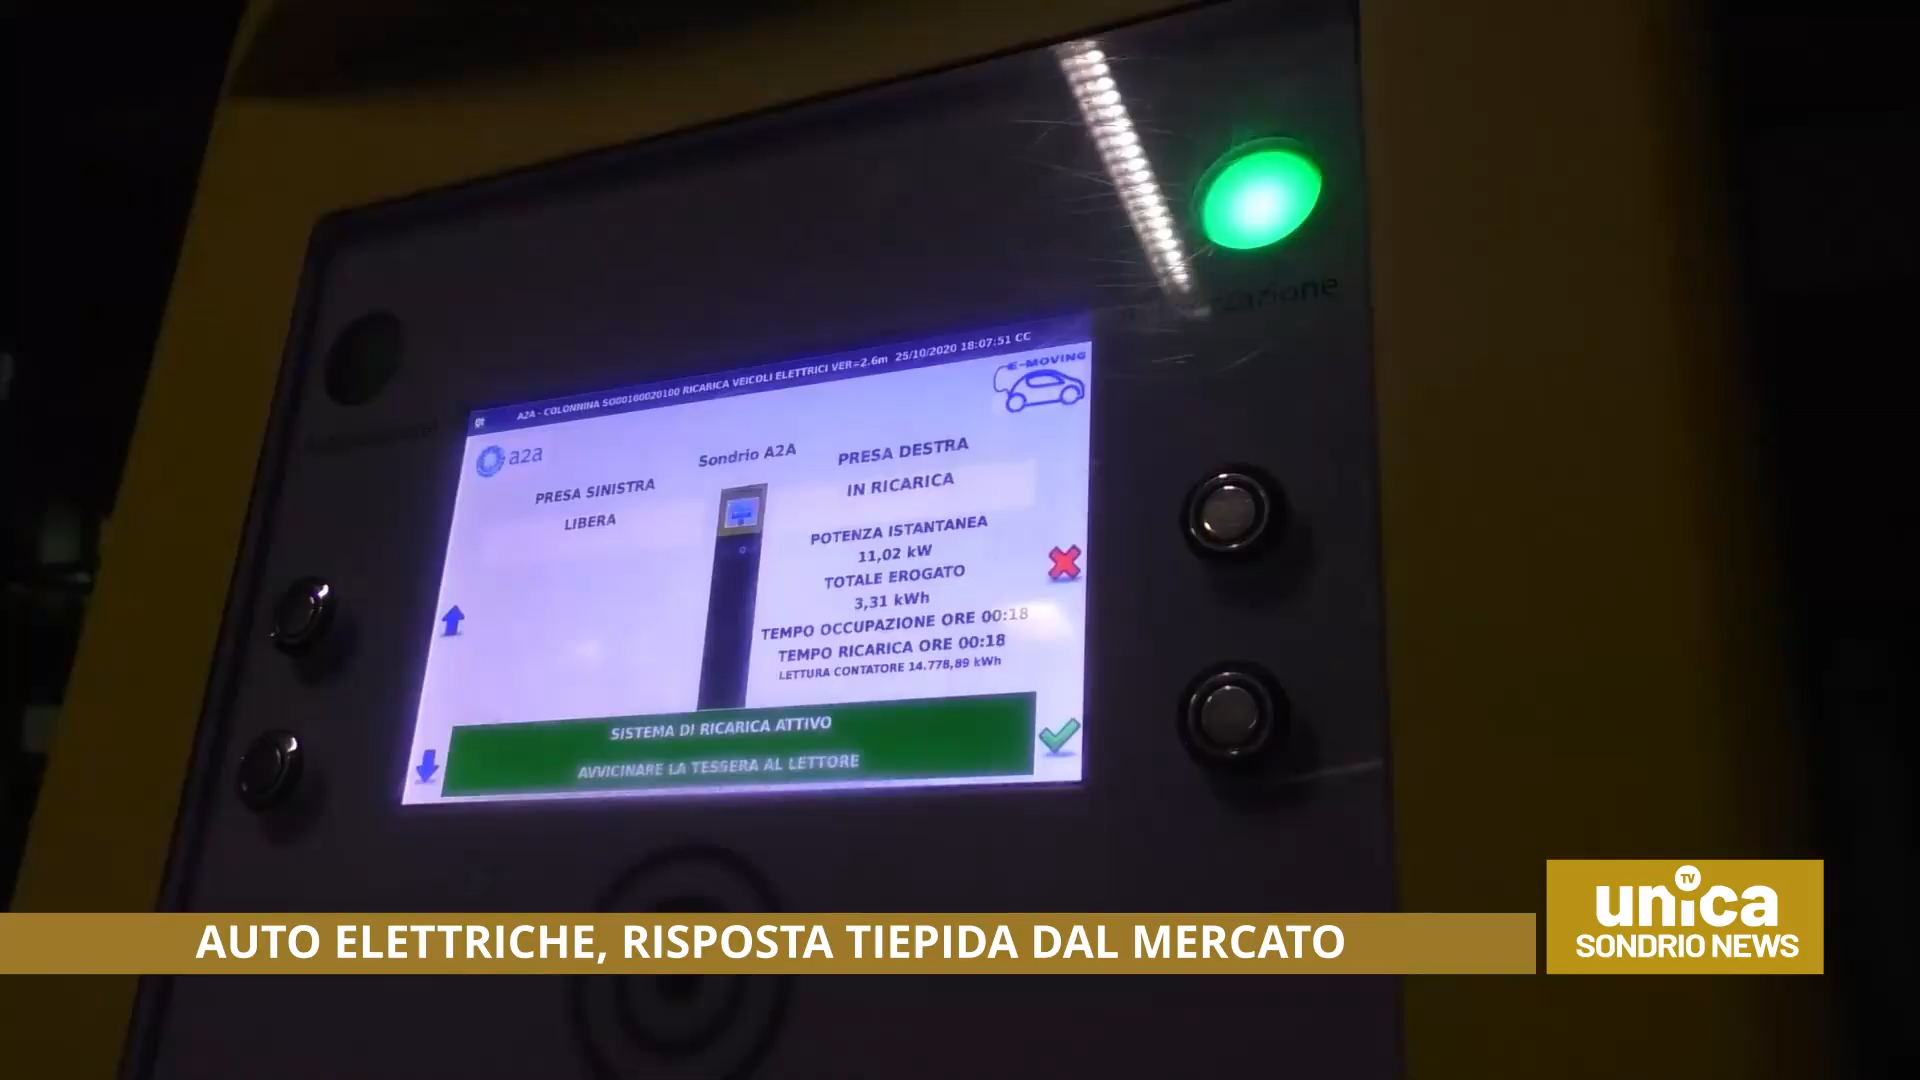 A2A - COLONNINA SO00100020100 RICARICA VEICOLI ELETTRICI VER=2.6m 25/10/2020 18:07:51 CC
E-MOVING
a2a
Sondrio A2A
PRESA SINISTRA
LIBERA
PRESA DESTRA
IN RICARICA
POTENZA ISTANTANEA
11,02 kW
TOTALE EROGATO
3,31 kWh
TEMPO OCCUPAZIONE ORE 00:18
TEMPO RICARICA ORE 00:18
LETTURA CONTATORE 14.778,89 kWh
SISTEMA DI RICARICA ATTIVO
AVVICINARE LA TESSERA AL LETTORE
AUTO ELETTRICHE, RISPOSTA TIEPIDA DAL MERCATO
unica TV
SONDRIO NEWS